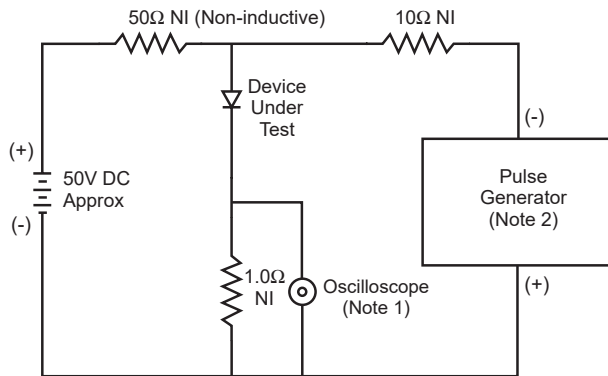 50Ω NI (Non-inductive)
10Ω NI
Device
Under
Test
(+)
50V DC
Approx
(-)
(-)
Pulse
Generator
(Note 2)
(+)
1.0Ω
NI
Oscilloscope
(Note 1)